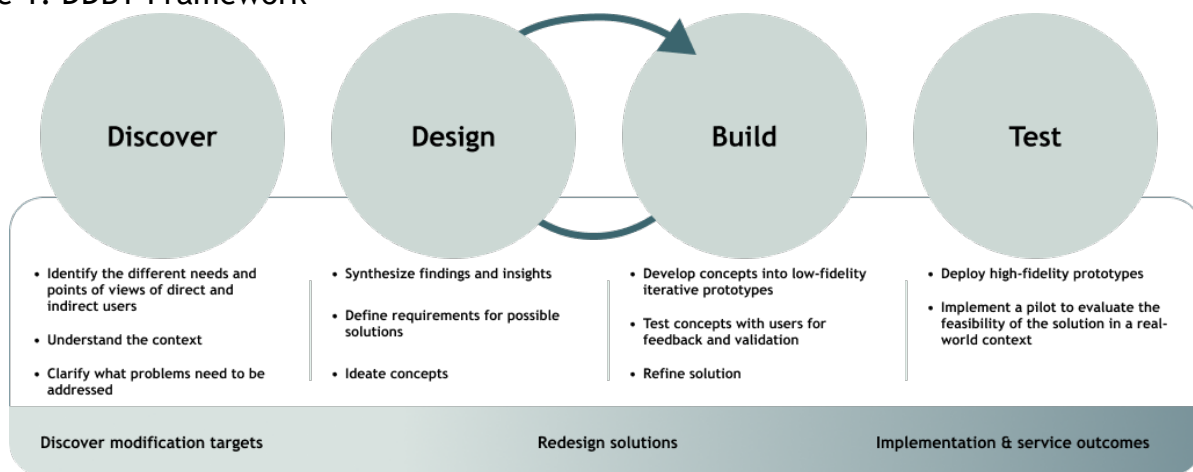 e 1. DDBT Framework
Discover
Design
Build
Test
• Identify the different needs and
points of views of direct and
indirect users
• Understand the context
• Clarify what problems need to be
addressed
• Synthesize findings and insights
• Define requirements for possible
solutions
• Ideate concepts
• Develop concepts into low-fidelity
iterative prototypes
• Test concepts with users for
feedback and validation
• Refine solution
• Deploy high-fidelity prototypes
• Implement a pilot to evaluate the
feasibility of the solution in a real-
world context
Discover modification targets
Redesign solutions
Implementation & service outcomes